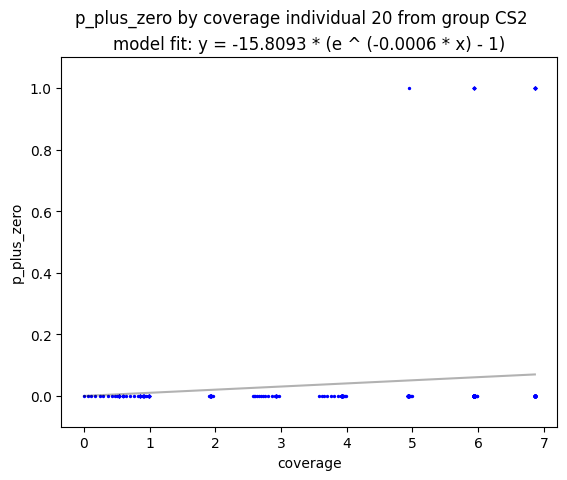 p_plus_zero by coverage individual 20 from group CS2
model fit: y = -15.8093 * (e ^ (-0.0006 * x) - 1)
1.0
0.8
0.6
0.4
0.2
0.0
p_plus_zero
0 1 2 3 4 5 6 7
coverage